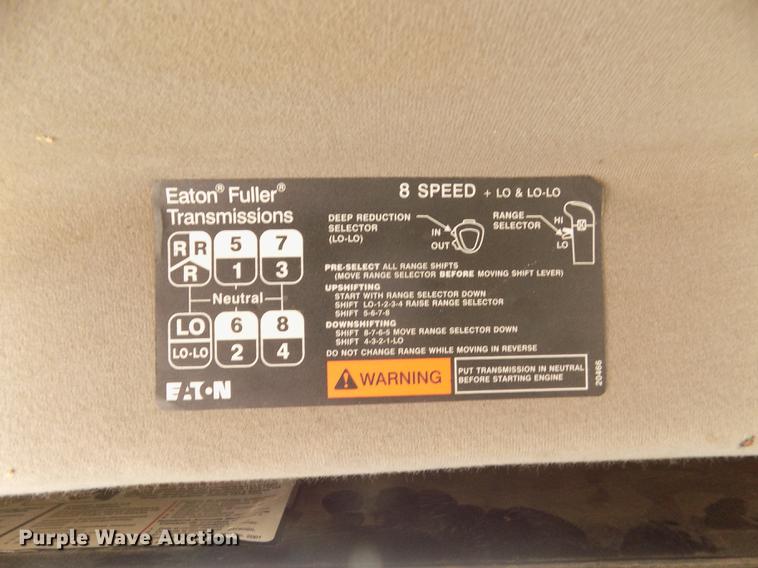 Eaton® Fuller®
Transmissions
8 SPEED + LO & LO-LO
R R
R
5
1
7
3
Neutral
LO
LO-LO
6
2
8
4
EATON
DEEP REDUCTION
SELECTOR
(LO-LO)
IN
OUT
RANGE
SELECTOR
HI
LO
PRE-SELECT ALL RANGE SHIFTS
(MOVE RANGE SELECTOR BEFORE MOVING SHIFT LEVER)
UPSHIFTING
START WITH RANGE SELECTOR DOWN
SHIFT LO-1-2-3-4 RAISE RANGE SELECTOR
SHIFT 5-6-7-8
DOWNSHIFTING
SHIFT 8-7-6-5 MOVE RANGE SELECTOR DOWN
SHIFT 4-3-2-1-LO
DO NOT CHANGE RANGE WHILE MOVING IN REVERSE
WARNING
PUT TRANSMISSION IN NEUTRAL
BEFORE STARTING ENGINE
20466
Purple Wave Auction